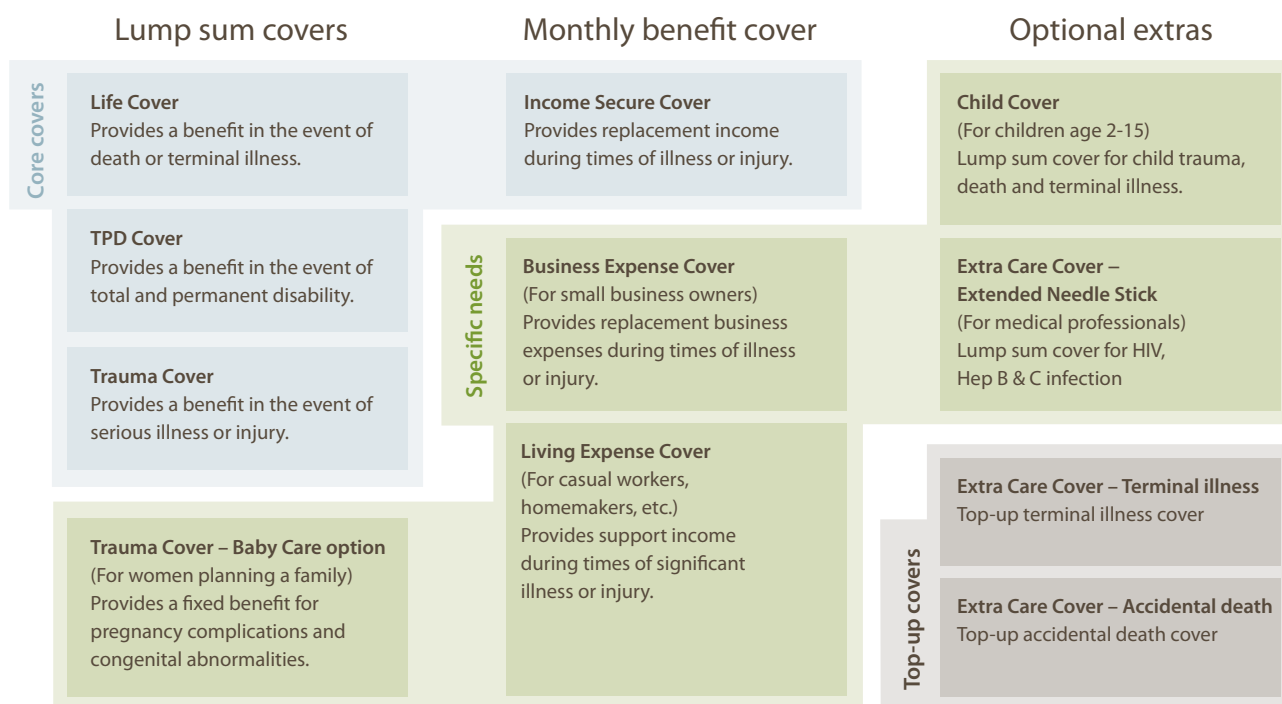 Lump sum covers
Monthly benefit cover
Optional extras
Core covers
Life Cover
Provides a benefit in the event of
death or terminal illness.
TPD Cover
Provides a benefit in the event of
total and permanent disability.
Trauma Cover
Provides a benefit in the event of
serious illness or injury.
Income Secure Cover
Provides replacement income
during times of illness or injury.
Specific needs
Trauma Cover – Baby Care option
(For women planning a family)
Provides a fixed benefit for
pregnancy complications and
congenital abnormalities.
Business Expense Cover
(For small business owners)
Provides replacement business
expenses during times of illness
or injury.
Living Expense Cover
(For casual workers,
homemakers, etc.)
Provides support income
during times of significant
illness or injury.
Child Cover
(For children age 2-15)
Lump sum cover for child trauma,
death and terminal illness.
Extra Care Cover –
Extended Needle Stick
(For medical professionals)
Lump sum cover for HIV,
Hep B & C infection
Top-up covers
Extra Care Cover – Terminal illness
Top-up terminal illness cover
Extra Care Cover – Accidental death
Top-up accidental death cover